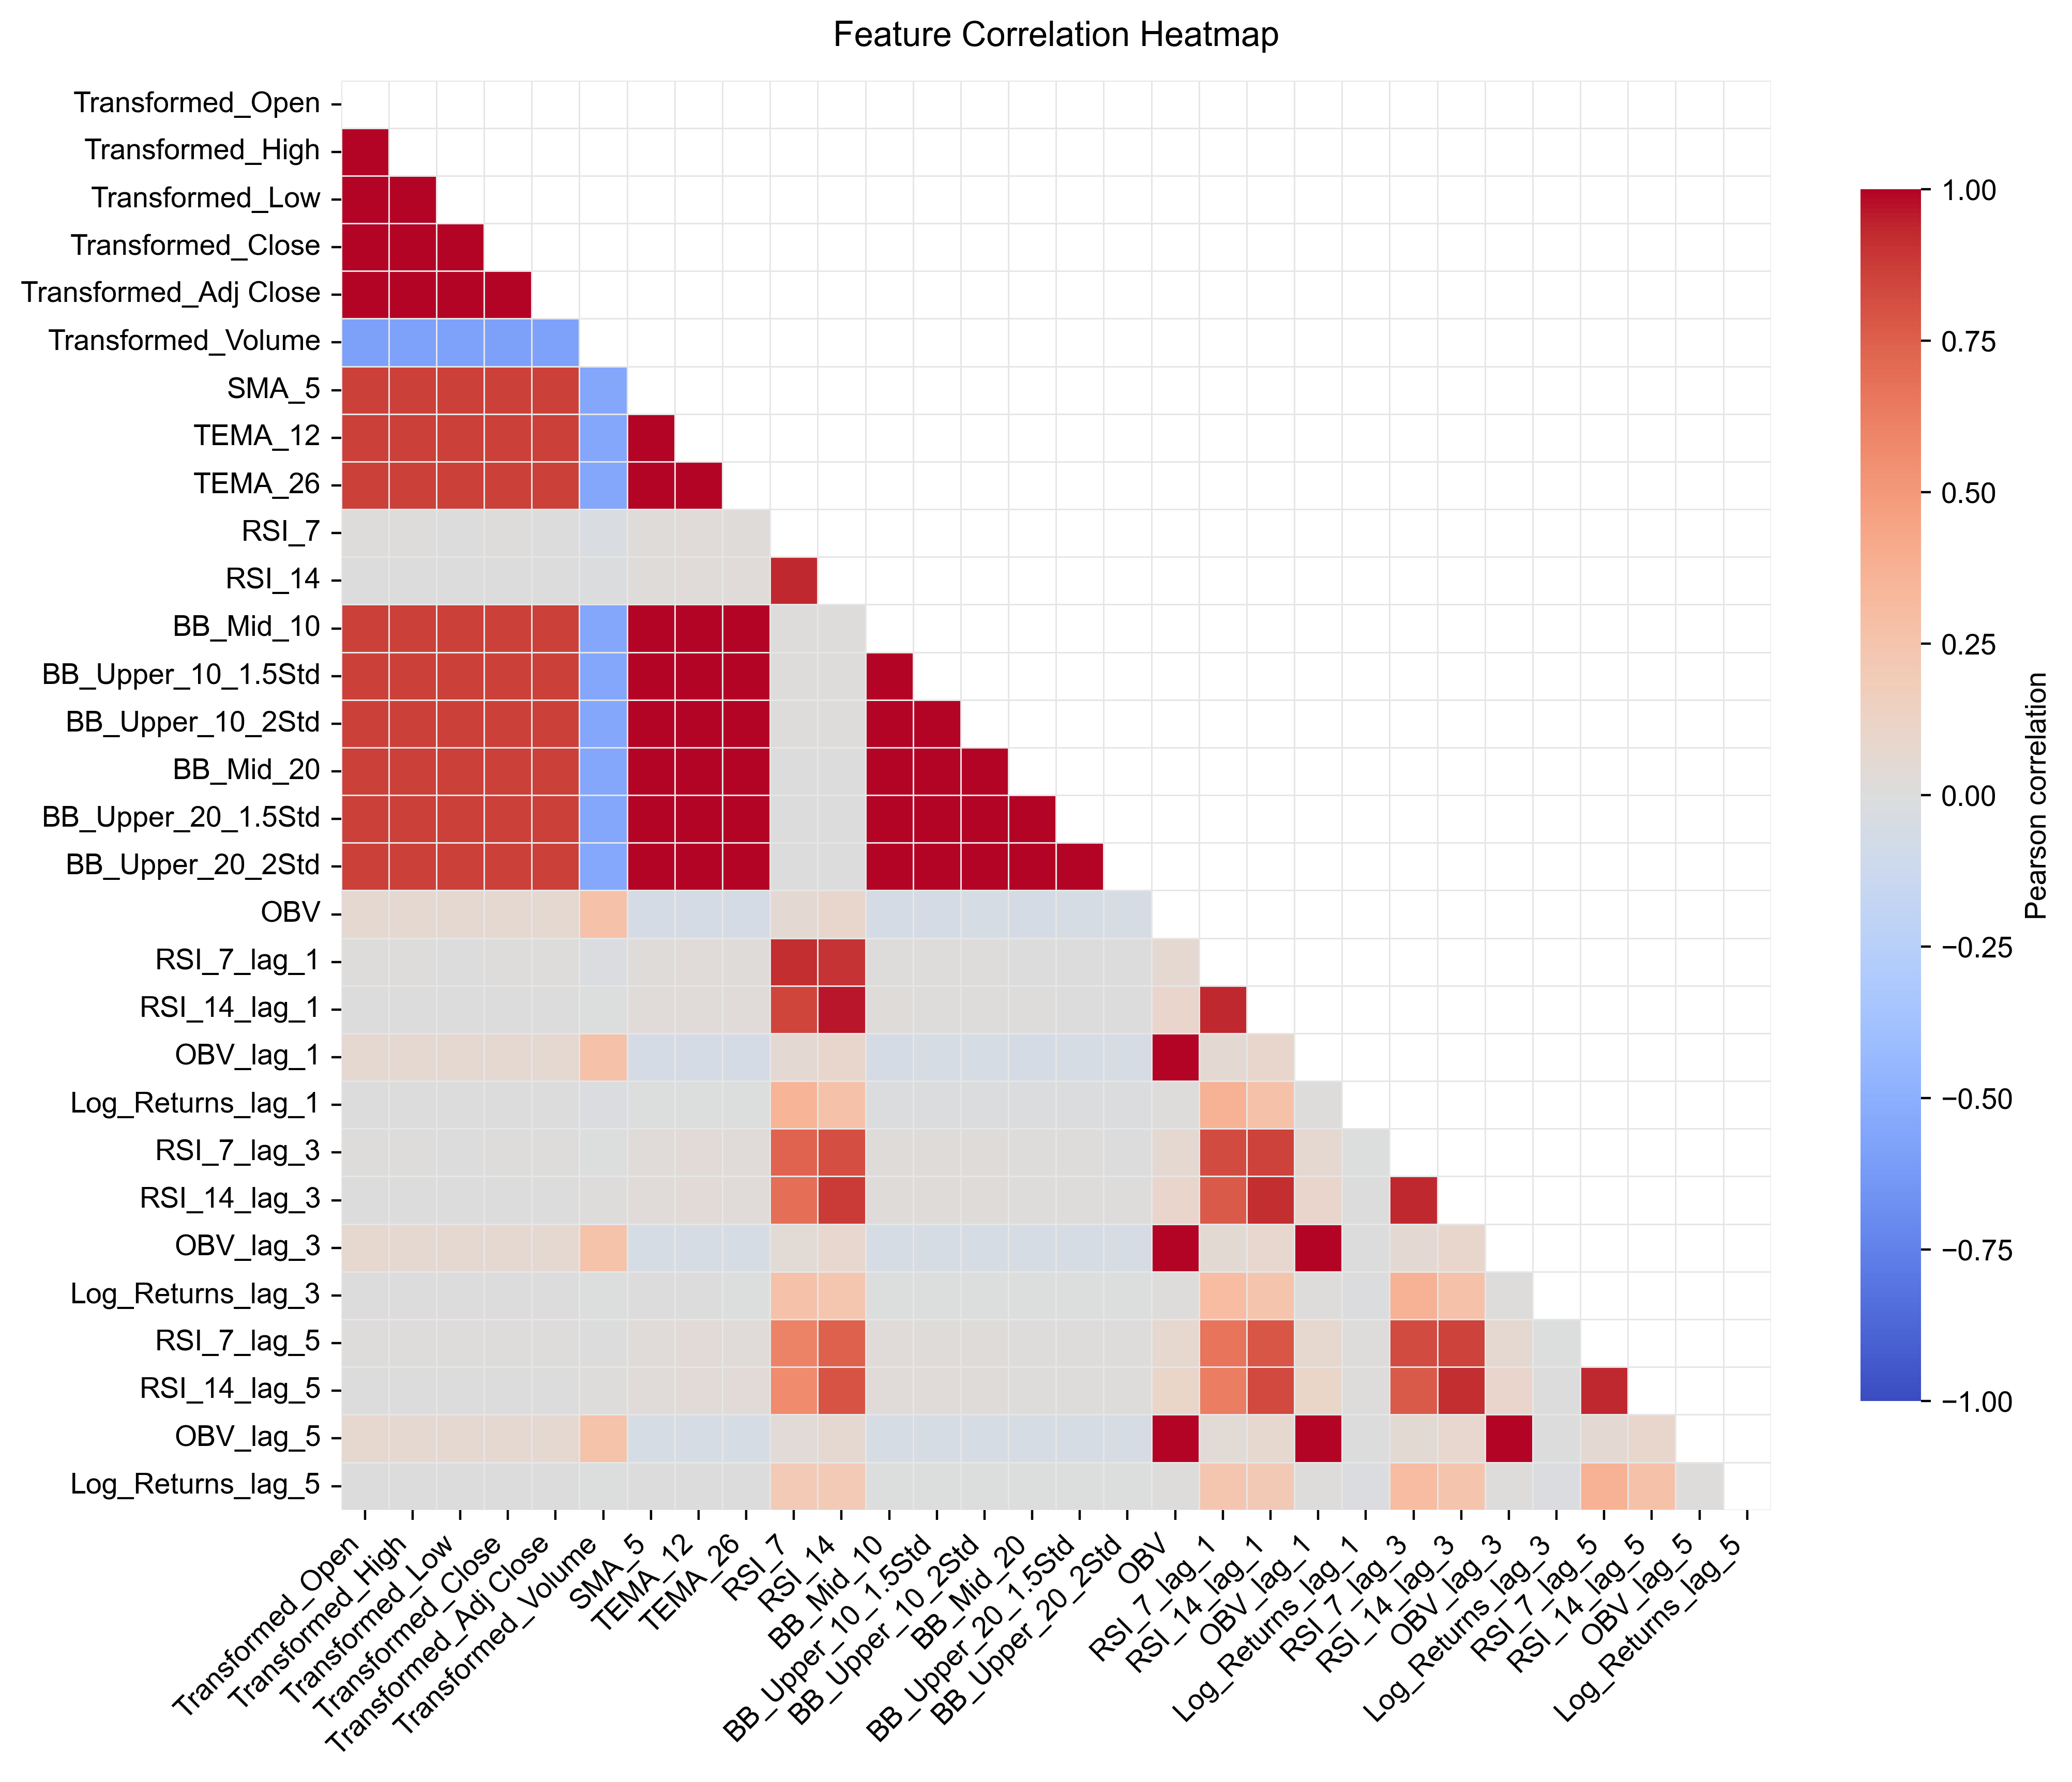 Feature Correlation Heatmap
Transformed_Open
Transformed_High
Transformed_Low
Transformed_Close
Transformed_Adj Close
Transformed_Volume
SMA_5
TEMA_12
TEMA_26
RSI_7
RSI_14
BB_Mid_10
BB_Upper_10_1.5Std
BB_Upper_10_2Std
BB_Mid_20
BB_Upper_20_1.5Std
BB_Upper_20_2Std
OBV
RSI_7_lag_1
RSI_14_lag_1
OBV_lag_1
Log_Returns_lag_1
RSI_7_lag_3
RSI_14_lag_3
OBV_lag_3
Log_Returns_lag_3
RSI_7_lag_5
RSI_14_lag_5
OBV_lag_5
Log_Returns_lag_5
Transformed_Open
Transformed_High
Transformed_Low
Transformed_Close
Transformed_Adj Close
Transformed_Volume
SMA_5
TEMA_12
TEMA_26
RSI_7
RSI_14
BB_Mid_10
BB_Upper_10_1.5Std
BB_Upper_10_2Std
BB_Mid_20
BB_Upper_20_1.5Std
BB_Upper_20_2Std
OBV
RSI_7_lag_1
RSI_14_lag_1
OBV_lag_1
Log_Returns_lag_1
RSI_7_lag_3
RSI_14_lag_3
OBV_lag_3
Log_Returns_lag_3
RSI_7_lag_5
RSI_14_lag_5
OBV_lag_5
Log_Returns_lag_5
1.00
0.75
0.50
0.25
0.00
−0.25
−0.50
−0.75
−1.00
Pearson correlation